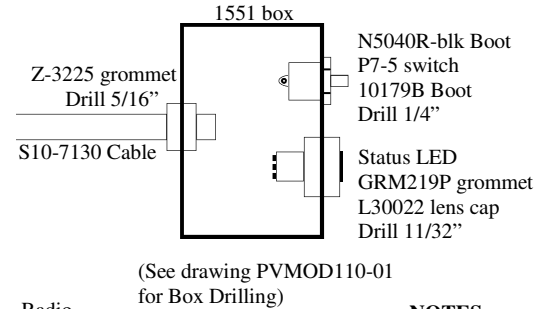 1551 box
N5040R-blk Boot
P7-5 switch
10179B Boot
Drill 1/4”
Z-3225 grommet
Drill 5/16”
S10-7130 Cable
Status LED
GRM219P grommet
L30022 lens cap
Drill 11/32”
(See drawing PVMOD110-01
for Box Drilling)
Radio
NOTES